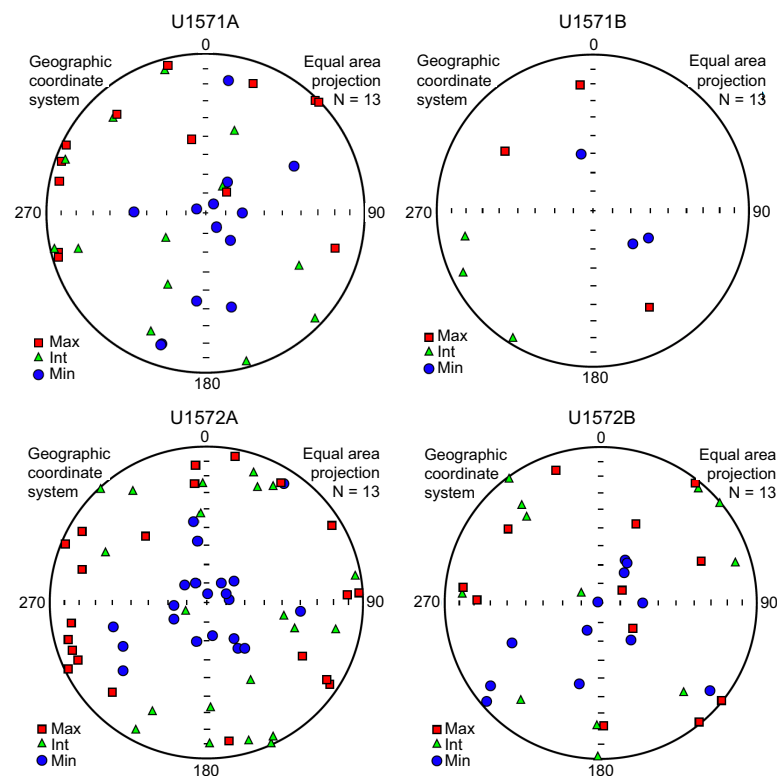 U1571A
0
Geographic
coordinate
system
Equal area
projection
N = 13
270
90
Max
Int
Min
180
U1571B
0
Geographic
coordinate
system
Equal area
projection
N = 13
270
90
Max
Int
Min
180
U1572A
0
Geographic
coordinate
system
Equal area
projection
N = 13
270
90
Max
Int
Min
180
U1572B
0
Geographic
coordinate
system
Equal area
projection
N = 13
270
90
Max
Int
Min
180